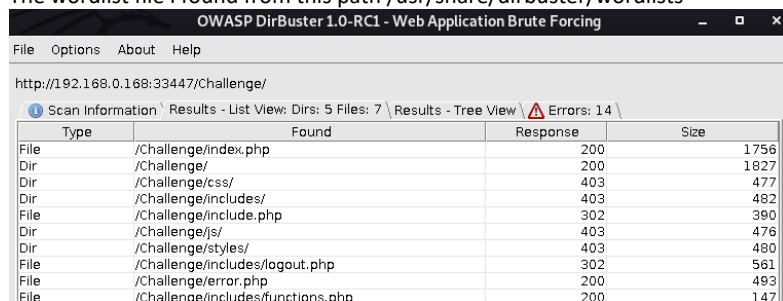 The wordlist file I found from this path /usr/share/dirbuster/wordlists
OWASP DirBuster 1.0-RC1 - Web Application Brute Forcing
File Options About Help
http://192.168.0.168:33447/Challenge/
Scan Information Results - List View: Dirs: 5 Files: 7 Results - Tree View Errors: 14
Type Found Response Size
File /Challenge/index.php 200 1756
Dir /Challenge/ 200 1827
Dir /Challenge/css/ 403 477
Dir /Challenge/includes/ 403 482
File /Challenge/include.php 302 390
Dir /Challenge/js/ 403 476
Dir /Challenge/styles/ 403 480
File /Challenge/includes/logout.php 302 561
File /Challenge/error.php 200 493
File /Challenge/includes/functions.php 200 147